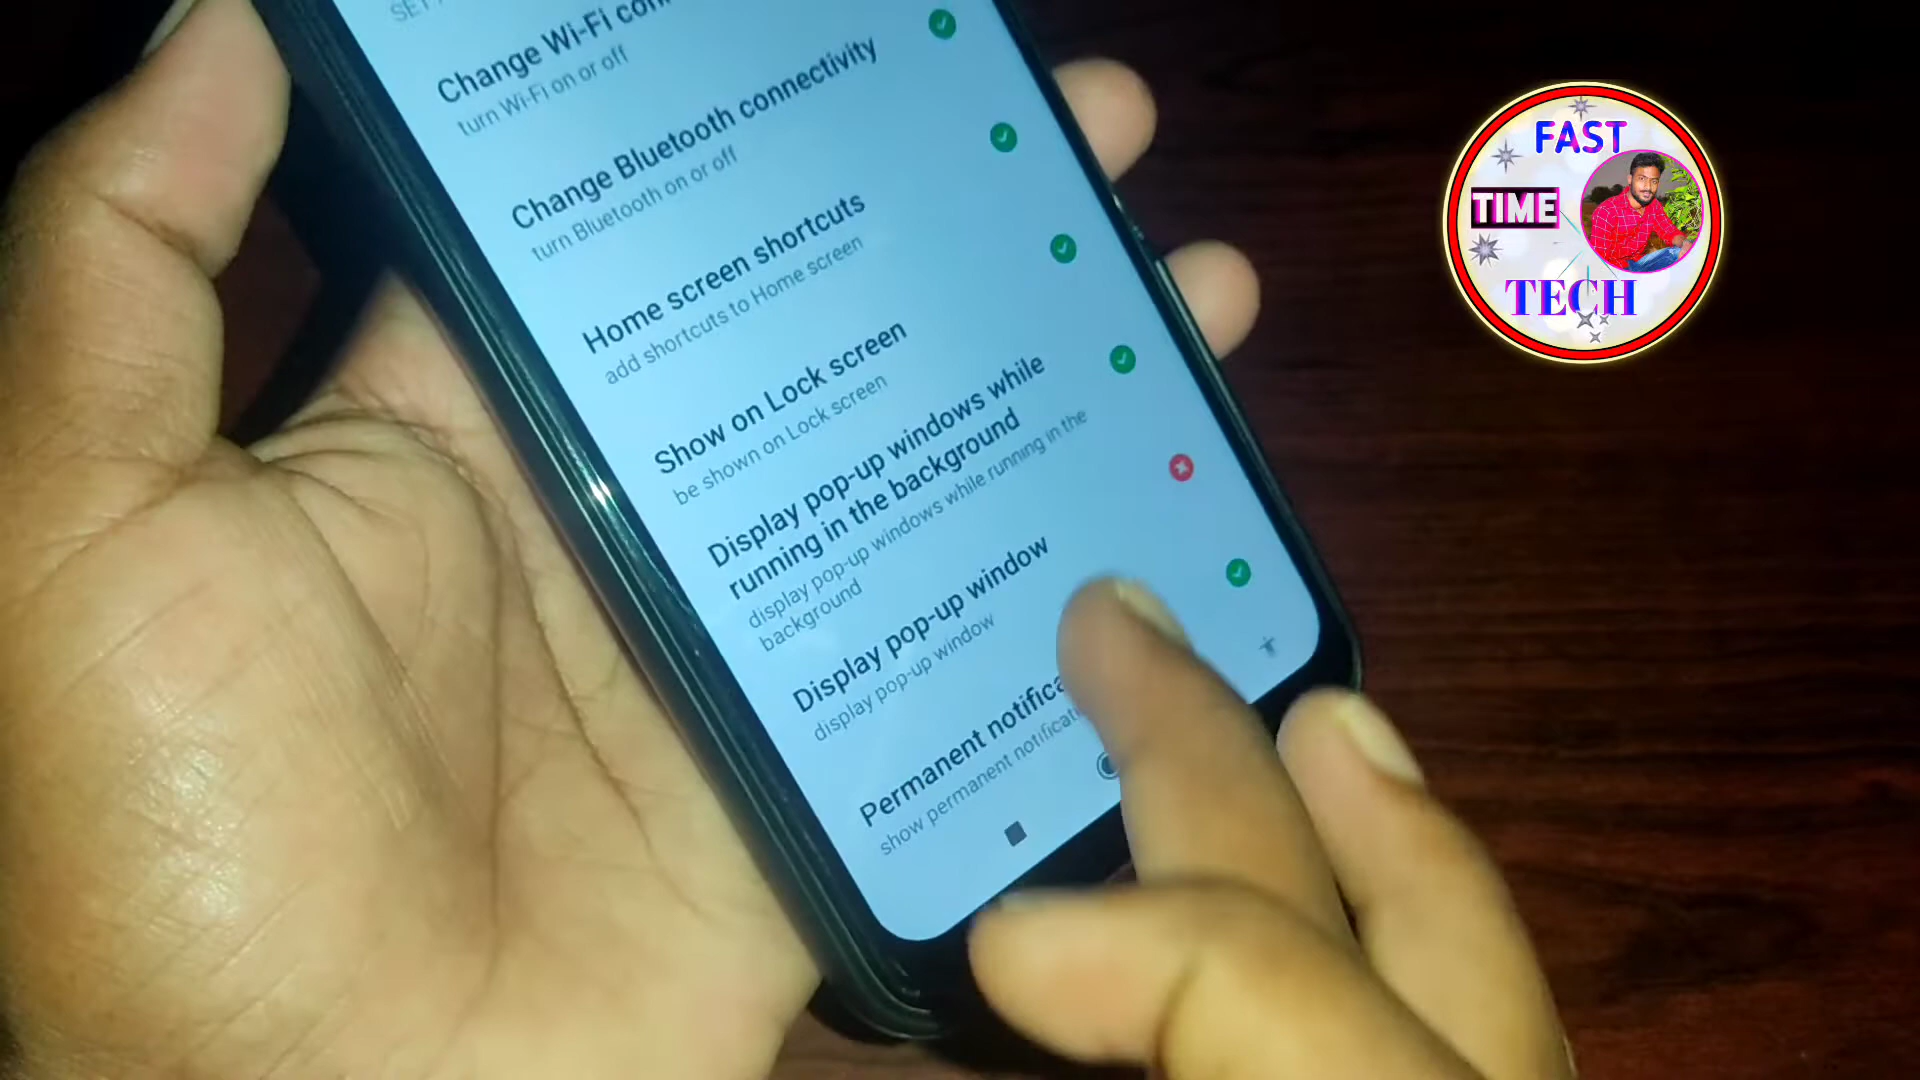 Change Wi-Fi
turn Wi-Fi on or off
Change Bluetooth connectivity
turn Bluetooth on or off
Home screen shortcuts
add shortcuts to Home screen
Show on Lock screen
be shown on Lock screen
Display pop-up windows while
running in the background
display pop-up windows while running in the
background
Display pop-up window
display pop-up window
Permanent
show permanent
FAST
TIME
TECH